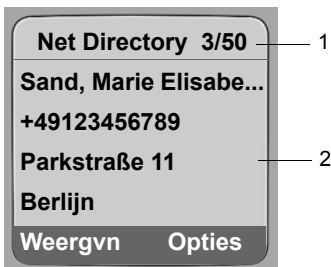 Net Directory 3/50 1
Sand, Marie Elisabe...
+49123456789
Parkstraße 11 2
Berlijn
Weergvn Opties